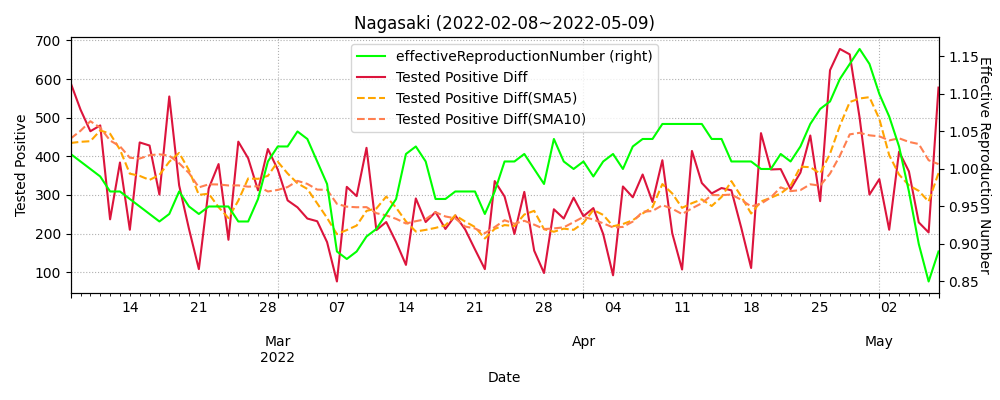 Nagasaki (2022-02-08~2022-05-09)
effectiveReproductionNumber (right)
Tested Positive Diff
Tested Positive Diff(SMA5)
Tested Positive Diff(SMA10)
Tested Positive
700
600
500
400
300
200
100
1.15
1.10
1.05
1.00
0.95
0.90
0.85
Effective Reproduction Number
14 21 28 07 14 21 28 04 11 18 25 02
Mar Apr May
2022
Date